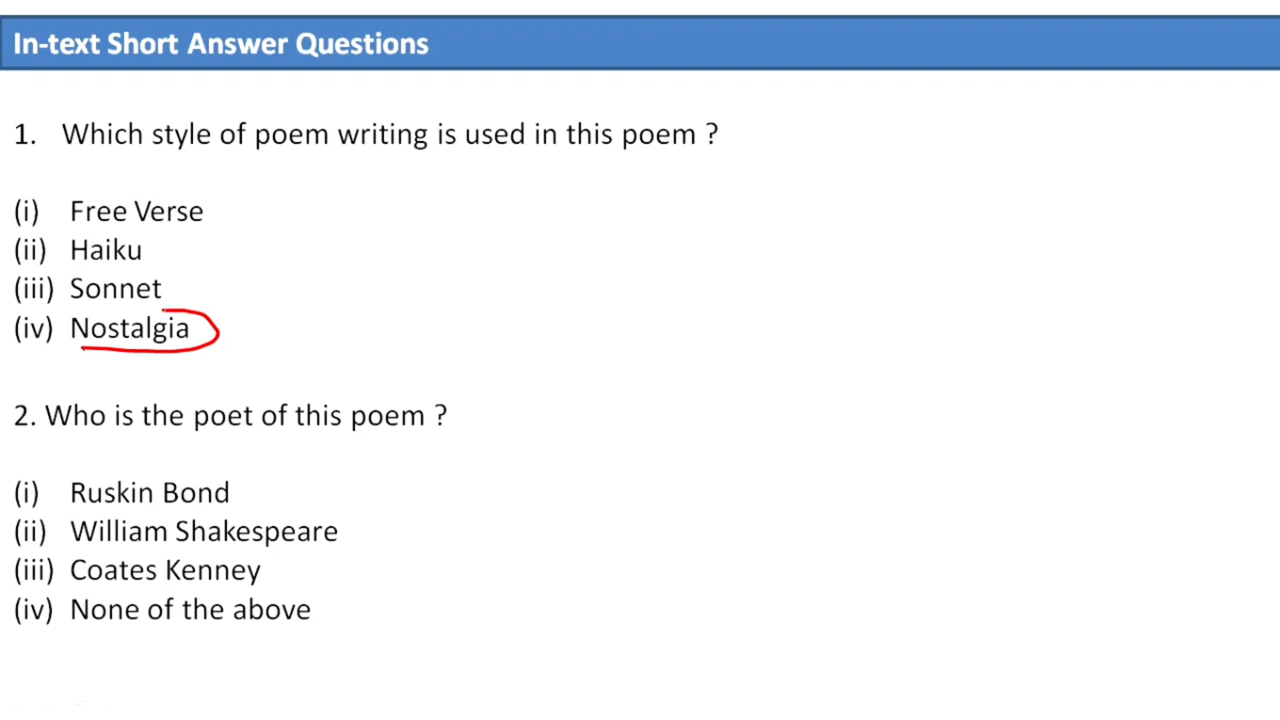 In-text Short Answer Questions
1. Which style of poem writing is used in this poem ?
(i) Free Verse
(ii) Haiku
(iii) Sonnet
(iv) Nostalgia
2. Who is the poet of this poem ?
(i) Ruskin Bond
(ii) William Shakespeare
(iii) Coates Kenney
(iv) None of the above